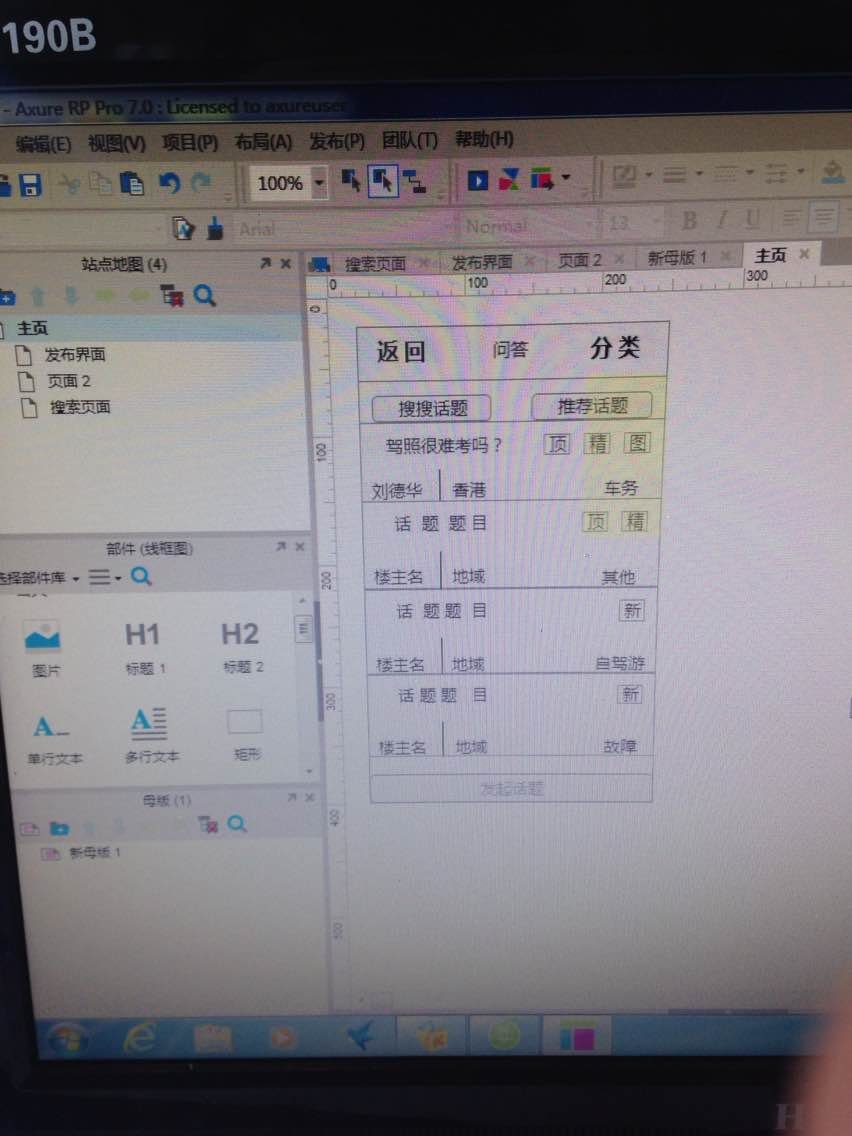 190B
- Axure RP Pro 7.0 : Licensed to axureuser
编辑(E) 视图(V) 项目(P) 布局(A) 发布(P) 团队(T) 帮助(H)
100%
Arial Normal 13 B I U
站点地图 (4)
搜索页面 发布界面 页面 2 新母版 1 主页
0 100 200 300
主页
发布界面
页面 2
搜索页面
0
100
200
300
400
500
返回 问答 分类
搜搜话题 推荐话题
驾照很难考吗？ 顶 精 图
刘德华 香港 车务
话 题 题 目 顶 精
楼主名 地域 其他
话 题 题 目 新
楼主名 地域 自驾游
话 题 题 目 新
楼主名 地域 故障
发起话题
部件 (线框图)
选择部件库
H1 H2
图片 标题 1 标题 2
A A
单行文本 多行文本 矩形
母版 (1)
新母版 1
H